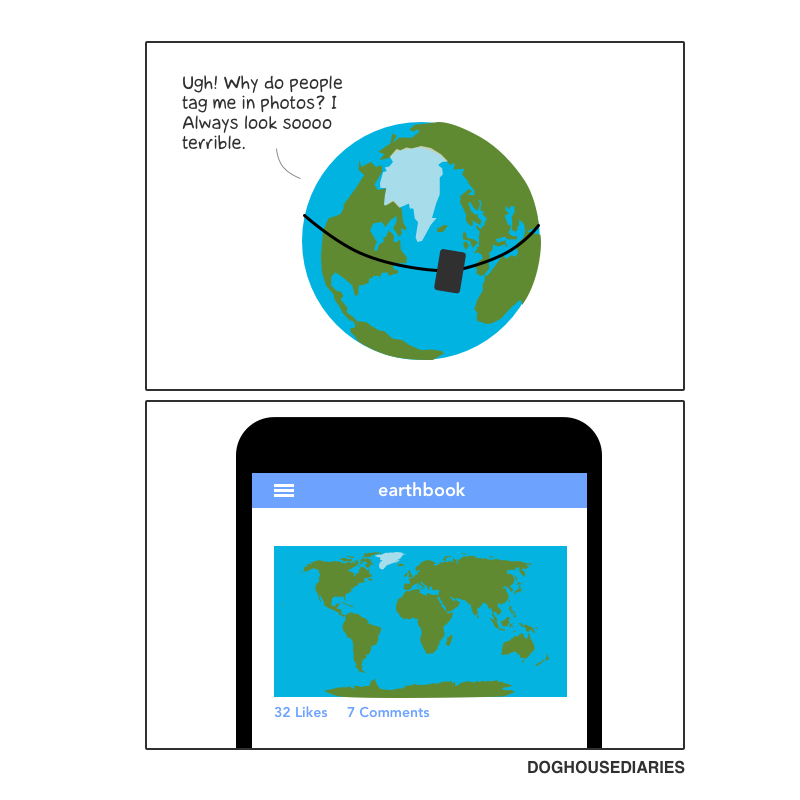 Ugh! Why do people
tag me in photos? I
Always look soooo
terrible.
earthbook
32 Likes 7 Comments
DOGHOUSEDIARIES